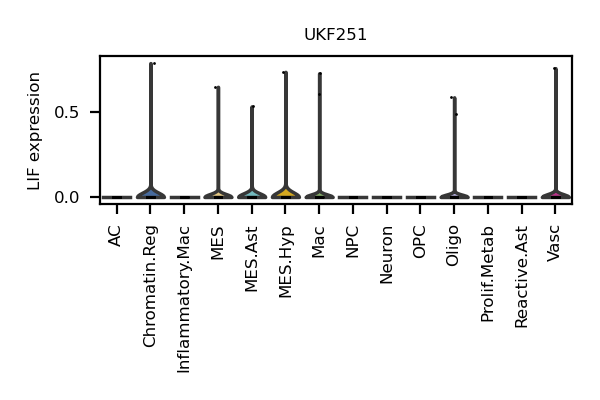 UKF251
LIF expression
0.5
0.0
AC
Chromatin.Reg
Inflammatory.Mac
MES
MES.Ast
MES.Hyp
Mac
NPC
Neuron
OPC
Oligo
Prolif.Metab
Reactive.Ast
Vasc